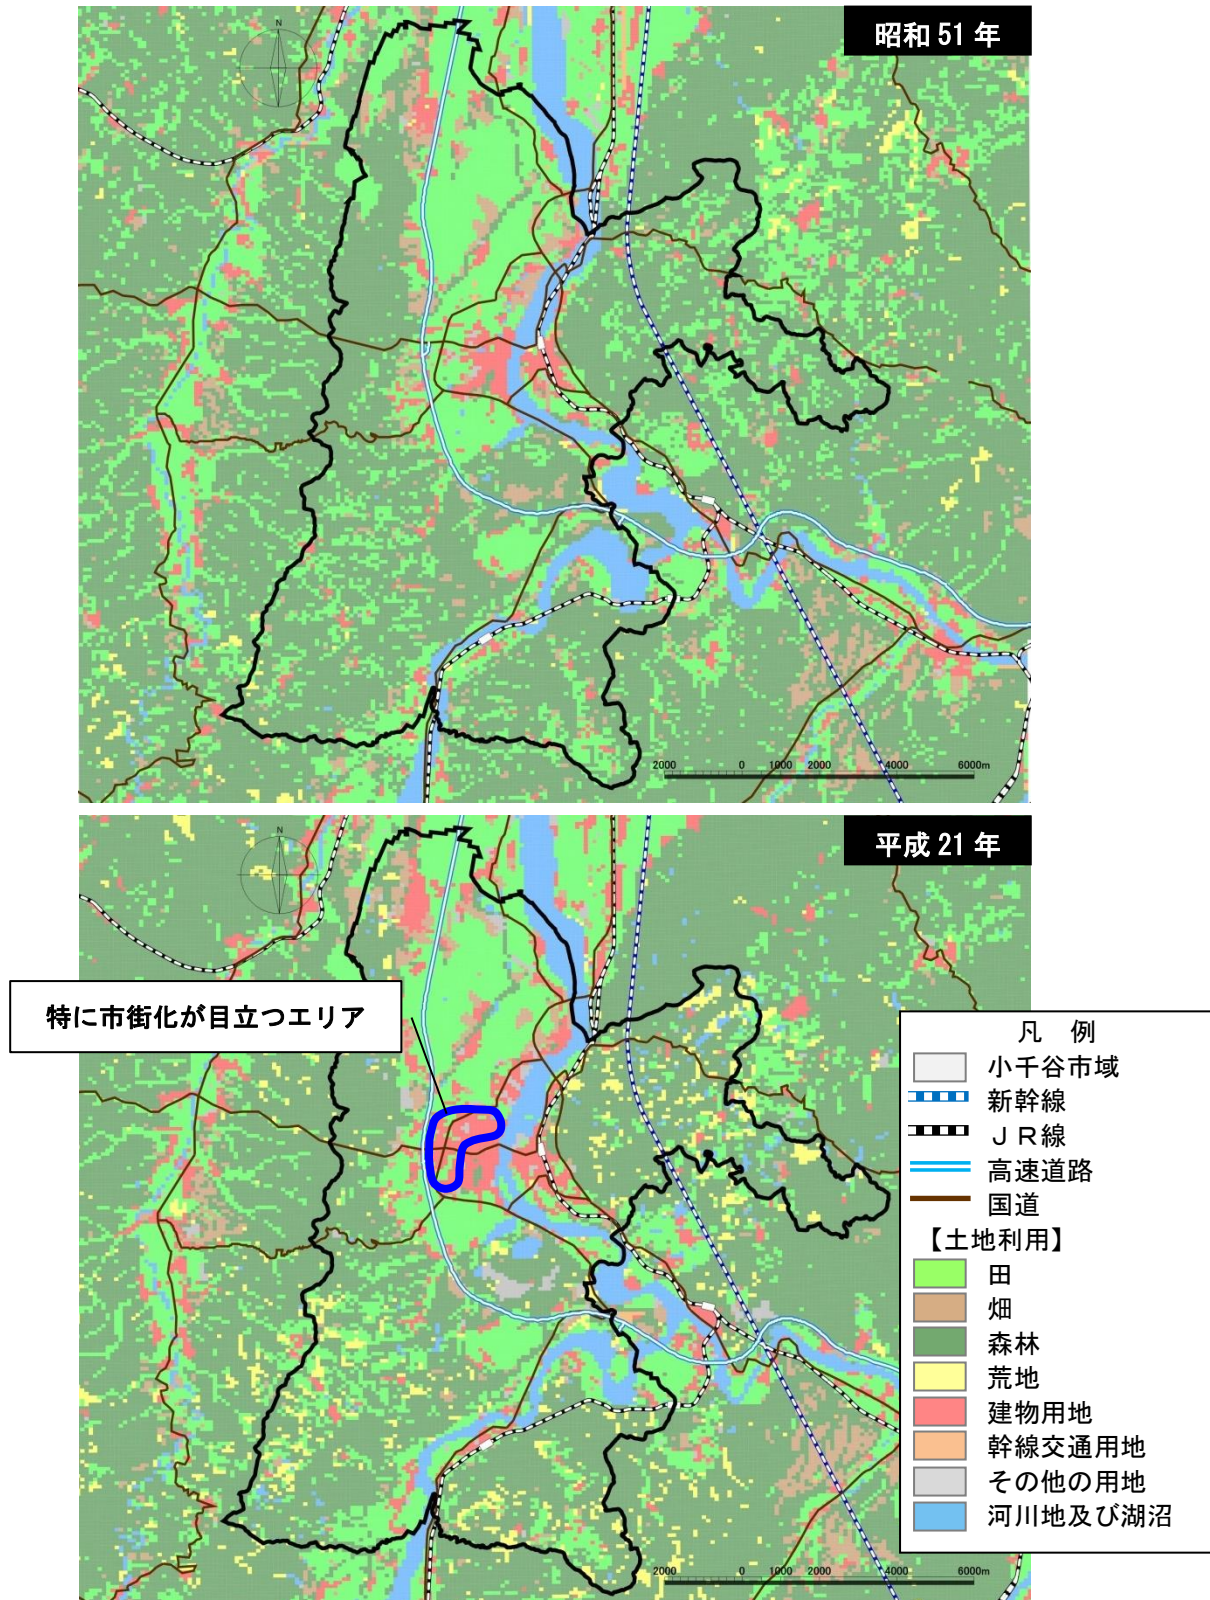 昭和 51 年
N
2000 0 1000 2000 4000 6000m
平成 21 年
N
特に市街化が目立つエリア
凡 例
小千谷市域
新幹線
ＪＲ線
高速道路
国道
【土地利用】
田
畑
森林
荒地
建物用地
幹線交通用地
その他の用地
河川地及び湖沼
2000 0 1000 2000 4000 6000m